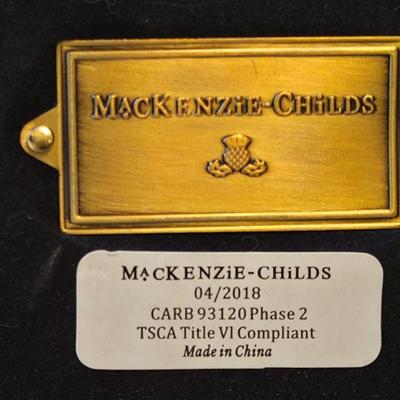 MACKENZiE-CHiLDS
MACKENZiE-CHiLDS
04/2018
CARB 93120 Phase 2
TSCA Title VI Compliant
Made in China